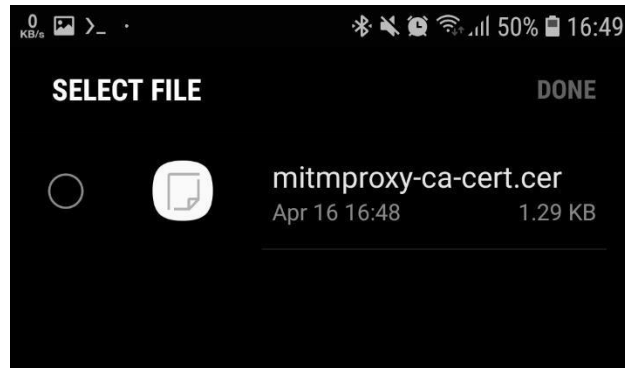 0 KB/s >_ · 50% 16:49
SELECT FILE DONE
mitmproxy-ca-cert.cer
Apr 16 16:48 1.29 KB